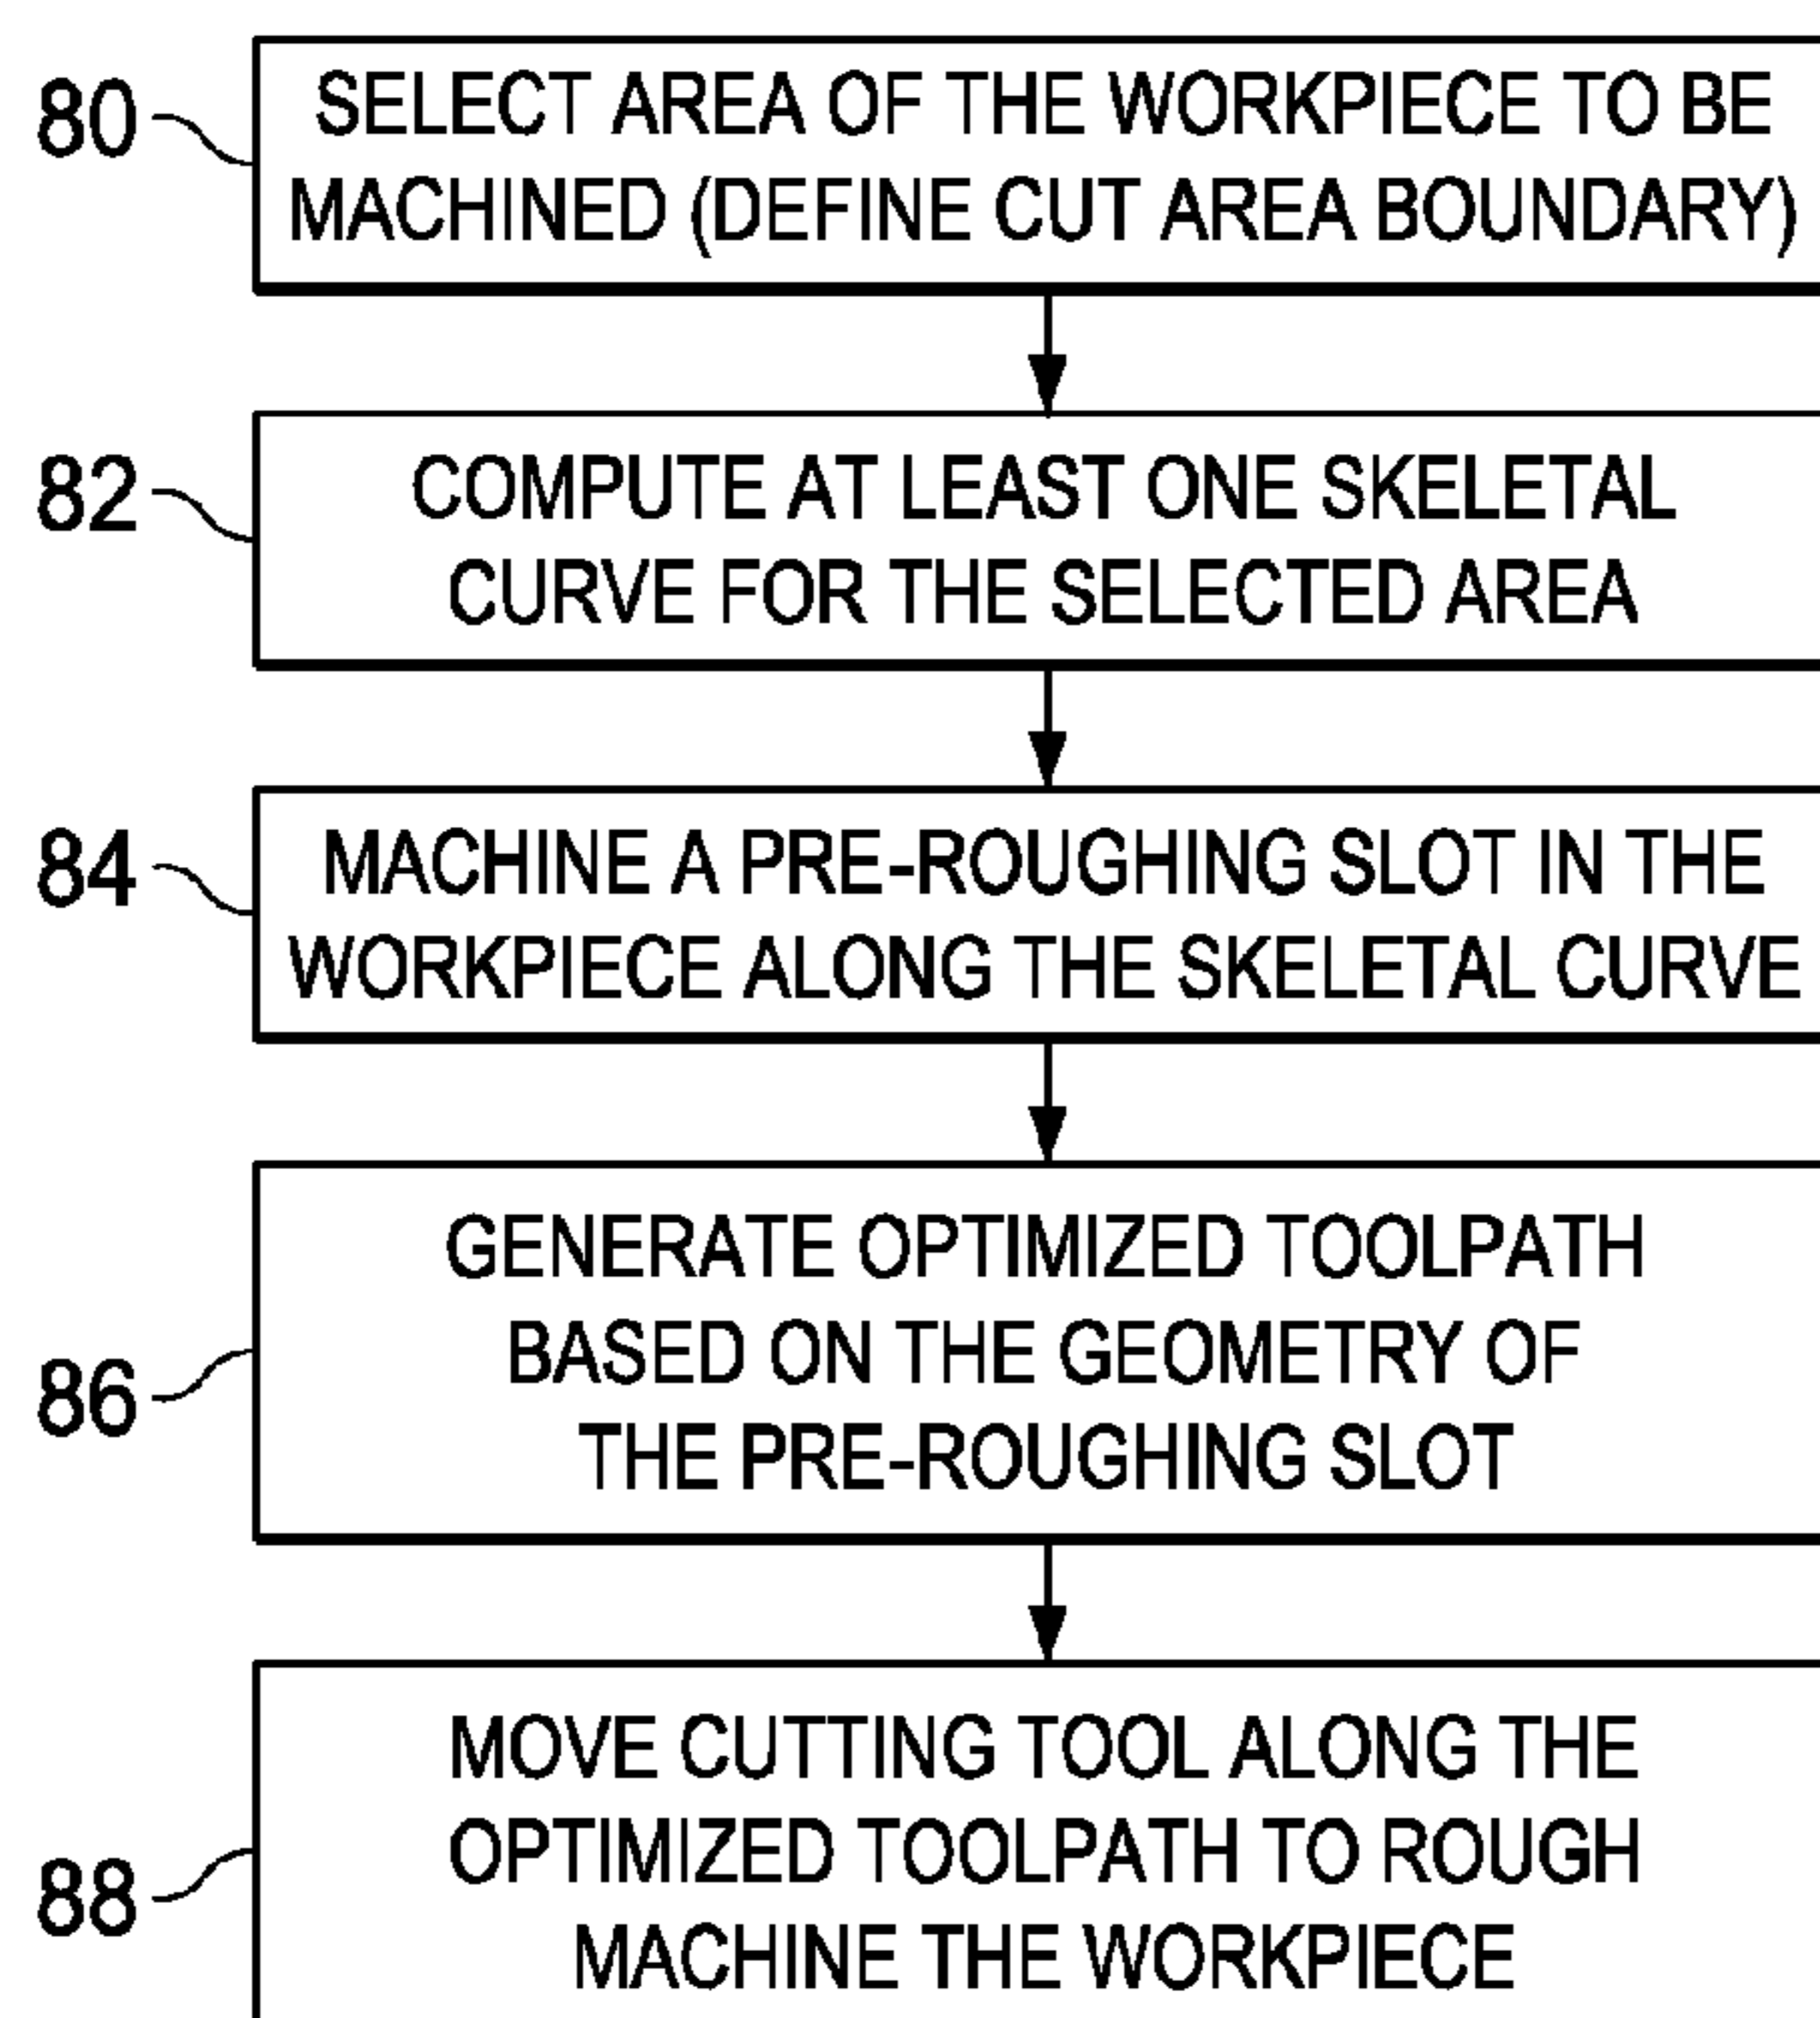 80
SELECT AREA OF THE WORKPIECE TO BE
MACHINED (DEFINE CUT AREA BOUNDARY)
82
COMPUTE AT LEAST ONE SKELETAL
CURVE FOR THE SELECTED AREA
84
MACHINE A PRE-ROUGHING SLOT IN THE
WORKPIECE ALONG THE SKELETAL CURVE
86
GENERATE OPTIMIZED TOOLPATH
BASED ON THE GEOMETRY OF
THE PRE-ROUGHING SLOT
88
MOVE CUTTING TOOL ALONG THE
OPTIMIZED TOOLPATH TO ROUGH
MACHINE THE WORKPIECE